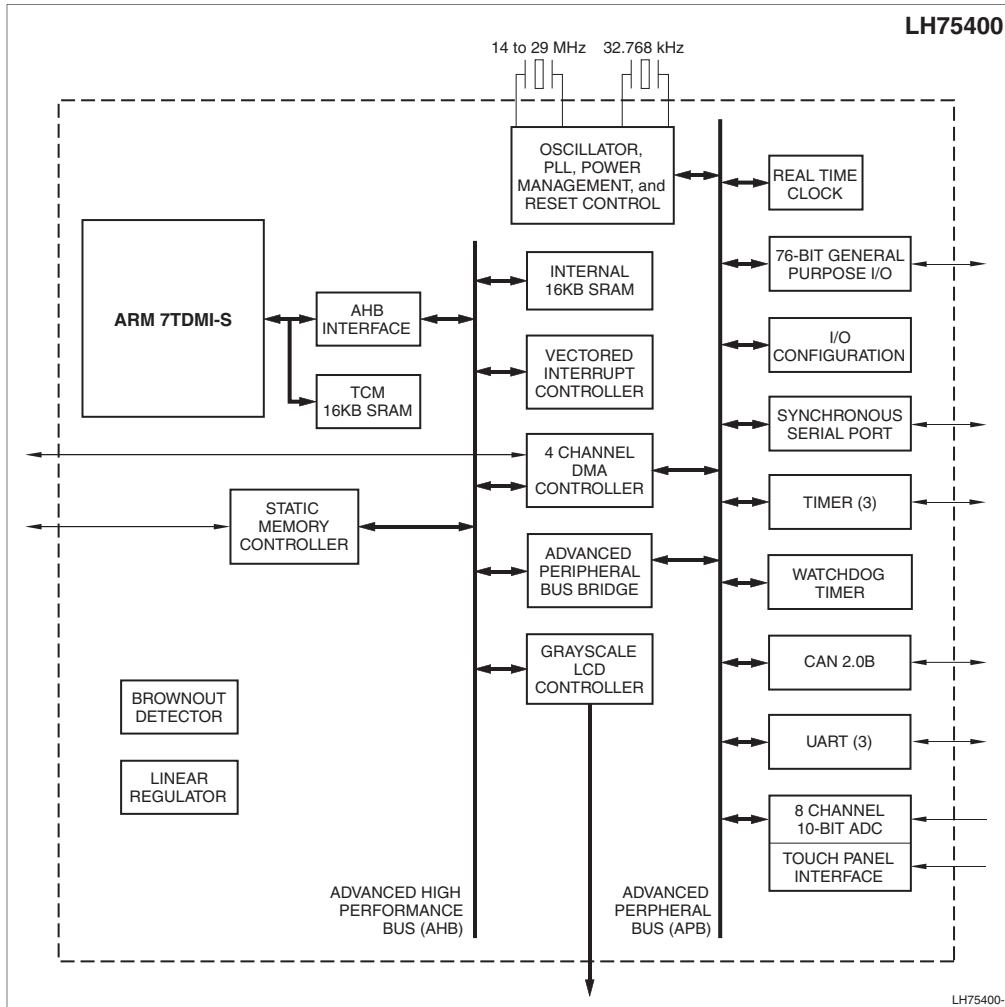 LH75400
14 to 29 MHz
32.768 kHz
OSCILLATOR,
PLL, POWER
MANAGEMENT, and
RESET CONTROL
REAL TIME
CLOCK
ARM 7TDMI-S
AHB
INTERFACE
TCM
16KB SRAM
INTERNAL
16KB SRAM
76-BIT GENERAL
PURPOSE I/O
VECTORED
INTERRUPT
CONTROLLER
I/O
CONFIGURATION
4 CHANNEL
DMA
CONTROLLER
SYNCHRONOUS
SERIAL PORT
STATIC
MEMORY
CONTROLLER
TIMER (3)
ADVANCED
PERIPHERAL
BUS BRIDGE
WATCHDOG
TIMER
GRAYSCALE
LCD
CONTROLLER
CAN 2.0B
BROWNOUT
DETECTOR
UART (3)
LINEAR
REGULATOR
8 CHANNEL
10-BIT ADC
TOUCH PANEL
INTERFACE
ADVANCED HIGH
PERFORMANCE
BUS (AHB)
ADVANCED
PERPHERAL
BUS (APB)
LH75400-